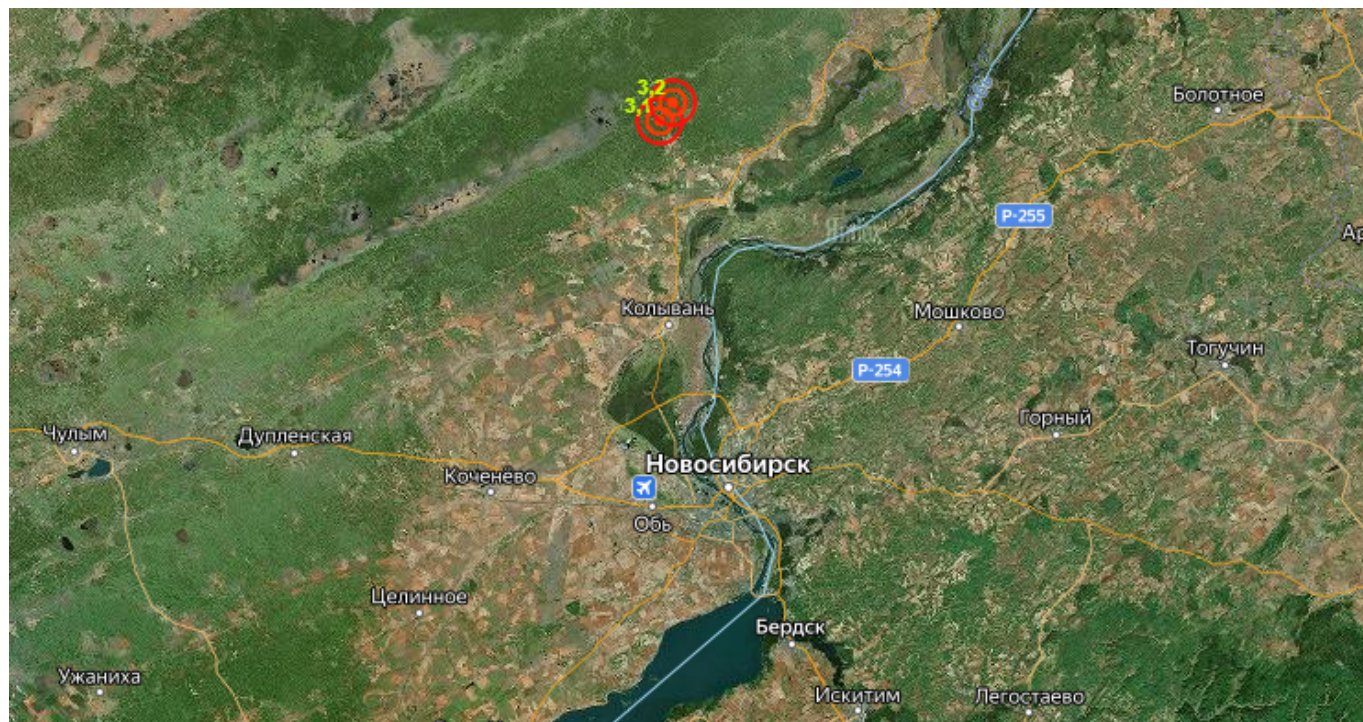 3,2
3,1
Болотное
Р-255
Яндекс
Колывань
Мошково
Тогучин
Р-254
Горный
Чулым
Дупленская
Новосибирск
Коченёво
Обь
Целинное
Бердск
Ужаниха
Искитим
Легостаево